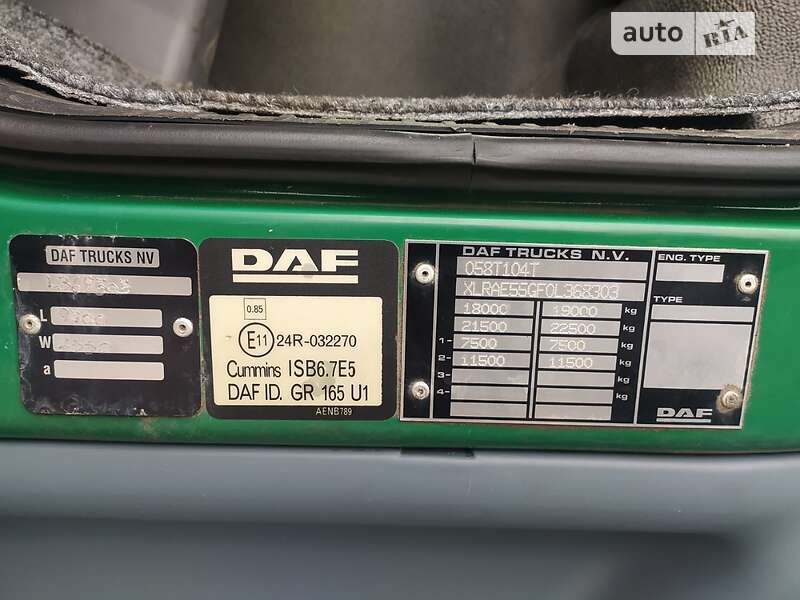 auto RIA
DAF TRUCKS NV
L
W
a
DAF
0.85
E11 24R-032270
Cummins ISB6.7E5
DAF ID. GR 165 U1
AENB789
DAF TRUCKS N.V.
058T104T
XLRAE55GF0L368303
18000 19000 kg
21500 22500 kg
1- 7500 7500 kg
2- 11500 11500 kg
3- kg
4- kg
ENG. TYPE
TYPE
DAF